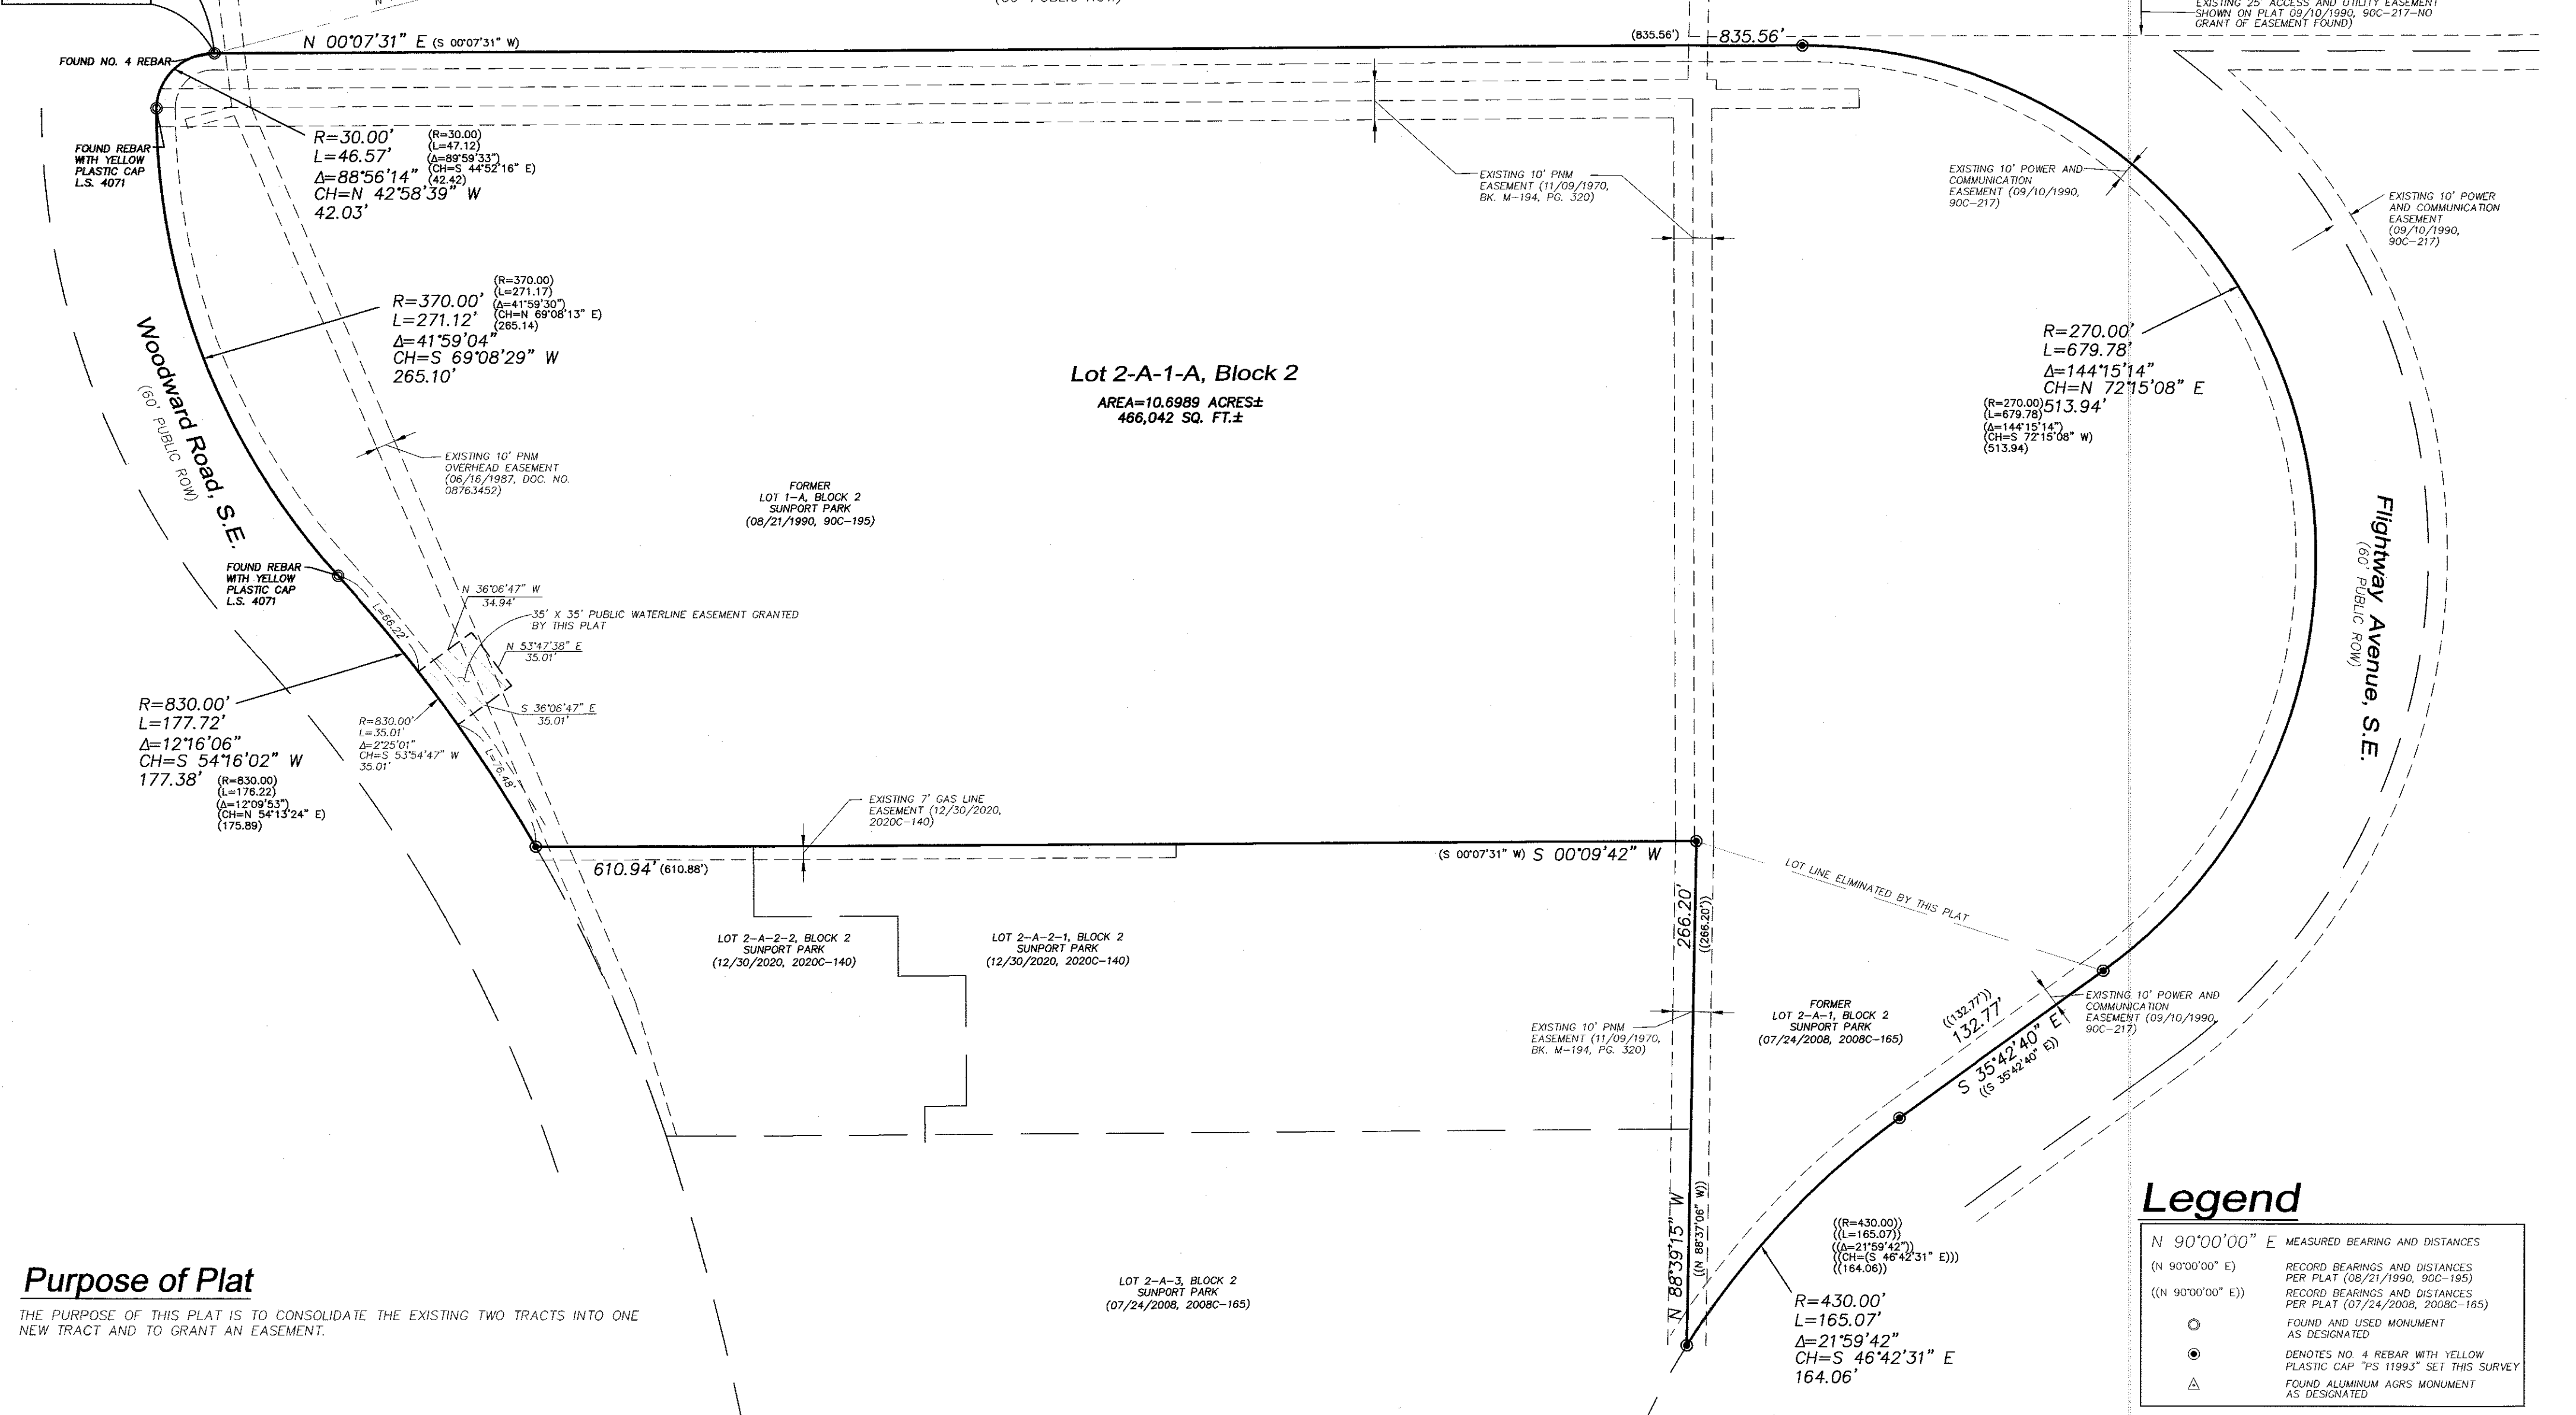 (60' PUBLIC ROW)
EXISTING 25' ACCESS AND UTILITY EASEMENT
SHOWN ON PLAT 09/10/1990, 90C-217-NO
GRANT OF EASEMENT FOUND)
N 00°07'31" E (S 00°07'31" W)
(835.56') 835.56'
FOUND NO. 4 REBAR
FOUND REBAR
WITH YELLOW
PLASTIC CAP
L.S. 4071
R=30.00'
L=46.57'
Δ=88°56'14"
CH=N 42°58'39" W
42.03'
(R=30.00)
(L=47.12)
(Δ=89°59'33")
(CH=S 44°52'16" E)
(42.42)
EXISTING 10' PNM
EASEMENT (11/09/1970,
BK. M-194, PG. 320)
EXISTING 10' POWER AND
COMMUNICATION
EASEMENT (09/10/1990,
90C-217)
EXISTING 10' POWER
AND COMMUNICATION
EASEMENT
(09/10/1990,
90C-217)
R=370.00'
L=271.12'
Δ=41°59'04"
CH=S 69°08'29" W
265.10'
(R=370.00)
(L=271.17)
(Δ=41°59'30")
(CH=N 69°08'13" E)
(265.14)
Woodward Road, S.E.
(60' PUBLIC ROW)
Lot 2-A-1-A, Block 2
AREA=10.6989 ACRES±
466,042 SQ. FT.±
R=270.00'
L=679.78'
Δ=144°15'14"
CH=N 72°15'08" E
513.94'
(R=270.00)
(L=679.78)
(Δ=144°15'14")
(CH=S 72°15'08" W)
(513.94)
EXISTING 10' PNM
OVERHEAD EASEMENT
(06/16/1987, DOC. NO.
08763452)
FORMER
LOT 1-A, BLOCK 2
SUNPORT PARK
(08/21/1990, 90C-195)
Flightway Avenue, S.E.
(60' PUBLIC ROW)
FOUND REBAR
WITH YELLOW
PLASTIC CAP
L.S. 4071
L=66.22'
N 36°06'47" W
34.94'
35' X 35' PUBLIC WATERLINE EASEMENT GRANTED
BY THIS PLAT
N 53°47'38" E
35.01'
S 36°06'47" E
35.01'
R=830.00'
L=177.72'
Δ=12°16'06"
CH=S 54°16'02" W
177.38'
(R=830.00)
(L=176.22)
(Δ=12°09'53")
(CH=N 54°13'24" E)
(175.89)
R=830.00'
L=35.01'
Δ=2°25'01"
CH=S 53°54'47" W
35.01'
L=76.48'
EXISTING 7' GAS LINE
EASEMENT (12/30/2020,
2020C-140)
610.94' (610.88')
(S 00°07'31" W) S 00°09'42" W
LOT LINE ELIMINATED BY THIS PLAT
266.20'
((266.20'))
LOT 2-A-2-2, BLOCK 2
SUNPORT PARK
(12/30/2020, 2020C-140)
LOT 2-A-2-1, BLOCK 2
SUNPORT PARK
(12/30/2020, 2020C-140)
EXISTING 10' PNM
EASEMENT (11/09/1970,
BK. M-194, PG. 320)
FORMER
LOT 2-A-1, BLOCK 2
SUNPORT PARK
(07/24/2008, 2008C-165)
((132.77'))
132.77'
S 35°42'40" E
((S 35°42'40" E))
EXISTING 10' POWER AND
COMMUNICATION
EASEMENT (09/10/1990,
90C-217)
N 88°39'15" W
((N 88°37'06" W))
((R=430.00))
((L=165.07))
((Δ=21°59'42"))
((CH=(S 46°42'31" E)))
((164.06))
R=430.00'
L=165.07'
Δ=21°59'42"
CH=S 46°42'31" E
164.06'
LOT 2-A-3, BLOCK 2
SUNPORT PARK
(07/24/2008, 2008C-165)
Purpose of Plat
THE PURPOSE OF THIS PLAT IS TO CONSOLIDATE THE EXISTING TWO TRACTS INTO ONE
NEW TRACT AND TO GRANT AN EASEMENT.
Legend
N 90°00'00" E MEASURED BEARING AND DISTANCES
(N 90°00'00" E) RECORD BEARINGS AND DISTANCES
PER PLAT (08/21/1990, 90C-195)
((N 90°00'00" E)) RECORD BEARINGS AND DISTANCES
PER PLAT (07/24/2008, 2008C-165)
FOUND AND USED MONUMENT
AS DESIGNATED
DENOTES NO. 4 REBAR WITH YELLOW
PLASTIC CAP "PS 11993" SET THIS SURVEY
FOUND ALUMINUM AGRS MONUMENT
AS DESIGNATED